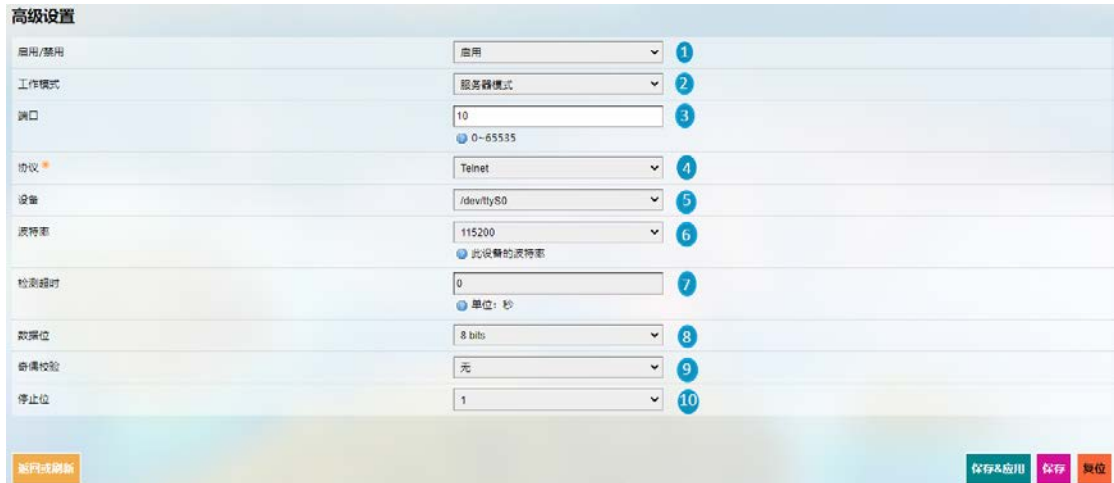 高级设置
启用/禁用 启用 1
工作模式 服务器模式 2
端口 10 3
0~65535
协议 * Telnet 4
设备 /dev/ttyS0 5
波特率 115200 6
此设备的波特率
检测超时 0 7
单位：秒
数据位 8 bits 8
奇偶校验 无 9
停止位 1 10
返回或刷新 保存&应用 保存 复位